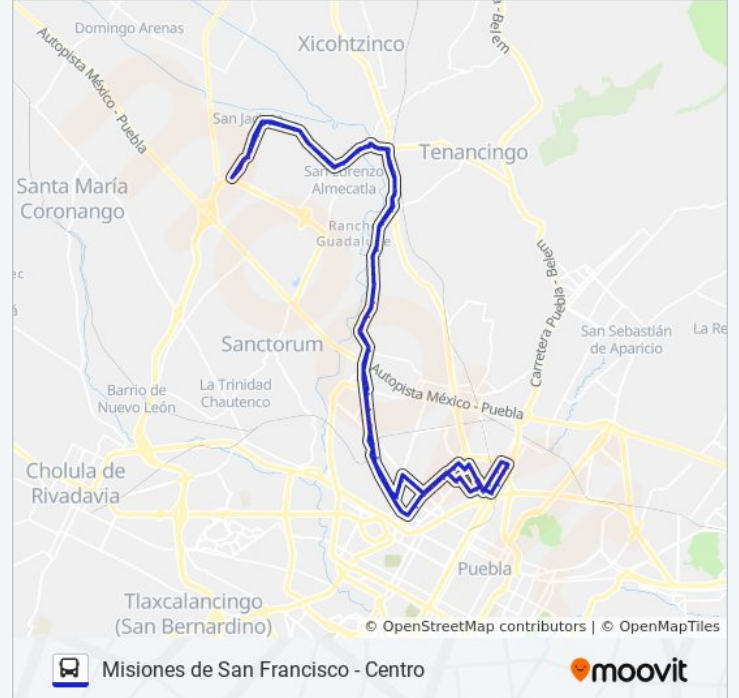 Domingo Arenas
Xicohtzinco
a Belem
Autopista México - Puebla
San Ja
Tenancingo
San Lorenzo
Almecatla
Santa María
Coronango
Ranch
Guadalupe
ec
á
Carretera Puebla - Belem
San Sebastián
de Aparicio
La Re
Sanctorum
Autopista México - Puebla
La Trinidad
Chautenco
Barrio de
Nuevo León
Cholula de
Rivadavia
Puebla
Tlaxcalancingo
(San Bernardino)
© OpenStreetMap contributors | © OpenMapTiles
Misiones de San Francisco - Centro
moovit